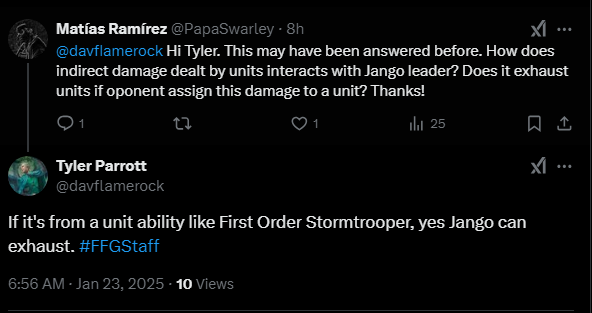 Matías Ramírez @PapaSwarley · 8h
@davflamerock Hi Tyler. This may have been answered before. How does
indirect damage dealt by units interacts with Jango leader? Does it exhaust
units if oponent assign this damage to a unit? Thanks!
1 1 25
Tyler Parrott
@davflamerock
If it's from a unit ability like First Order Stormtrooper, yes Jango can
exhaust. #FFGStaff
6:56 AM · Jan 23, 2025 · 10 Views